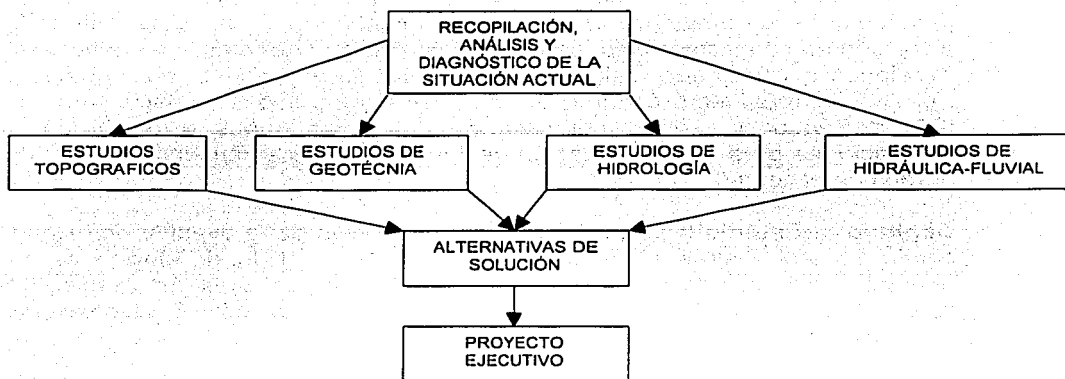 RECOPILACIÓN,
ANÁLISIS Y
DIAGNÓSTICO DE LA
SITUACIÓN ACTUAL
ESTUDIOS
TOPOGRAFICOS
ESTUDIOS DE
GEOTÉCNIA
ESTUDIOS DE
HIDROLOGÍA
ESTUDIOS DE
HIDRÁULICA-FLUVIAL
ALTERNATIVAS DE
SOLUCIÓN
PROYECTO
EJECUTIVO